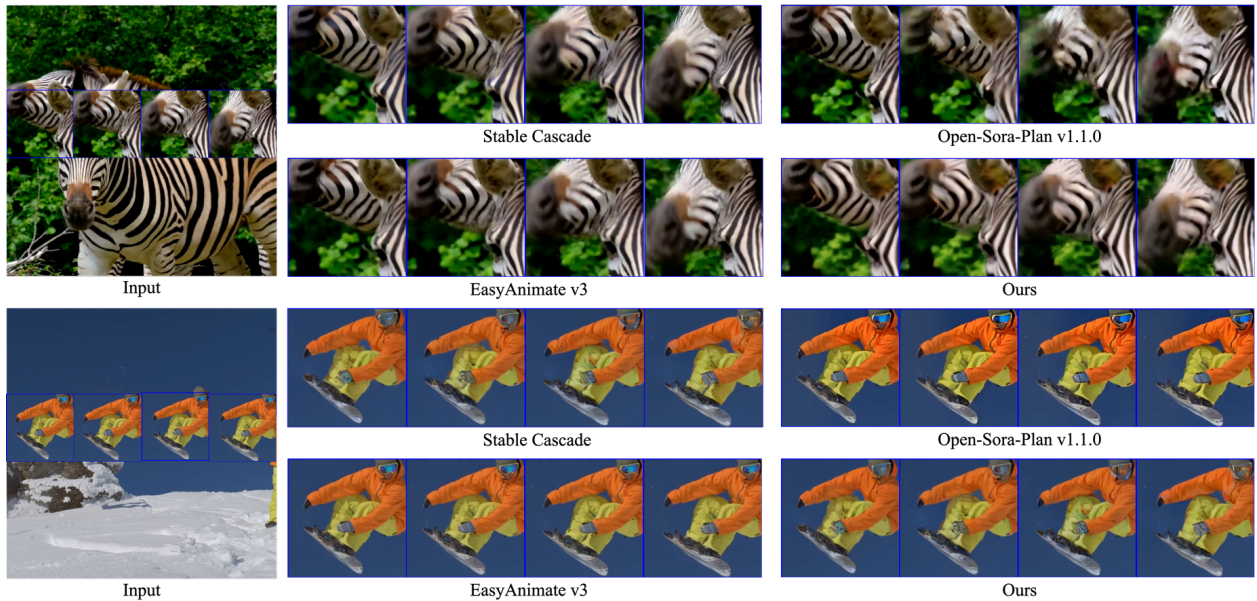 Stable Cascade
Open-Sora-Plan v1.1.0
Input
EasyAnimate v3
Ours
Stable Cascade
Open-Sora-Plan v1.1.0
Input
EasyAnimate v3
Ours